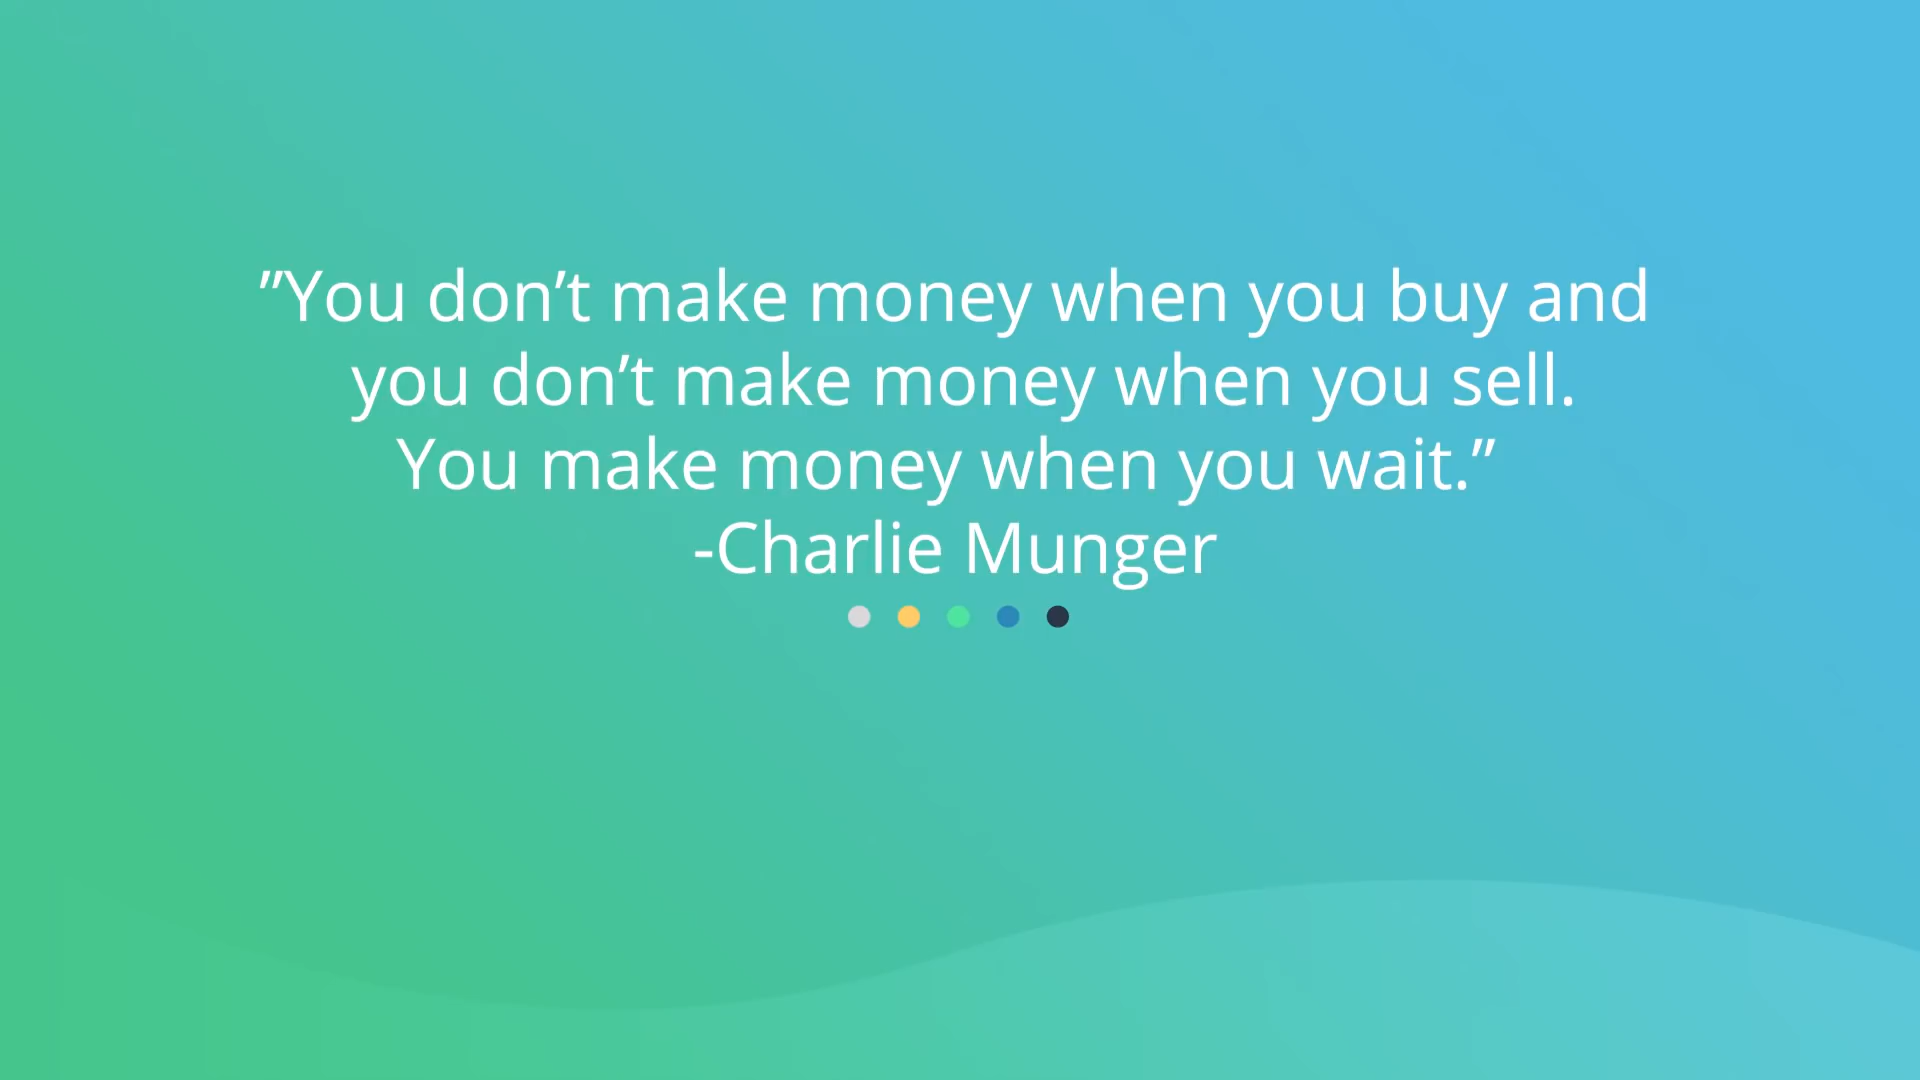 ”You don’t make money when you buy and
you don’t make money when you sell.
You make money when you wait.”
-Charlie Munger